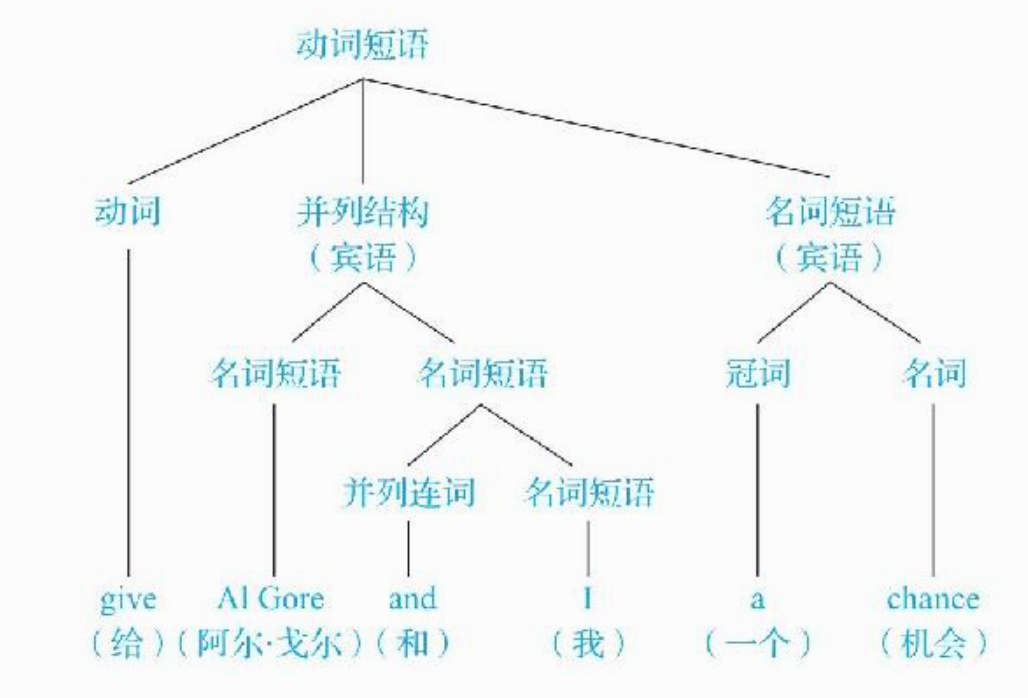 动词短语
动词 并列结构 名词短语
（宾语） （宾语）
名词短语 名词短语 冠词 名词
并列连词 名词短语
give Al Gore and I a chance
（给）（阿尔·戈尔）（和） （我） （一个） （机会）